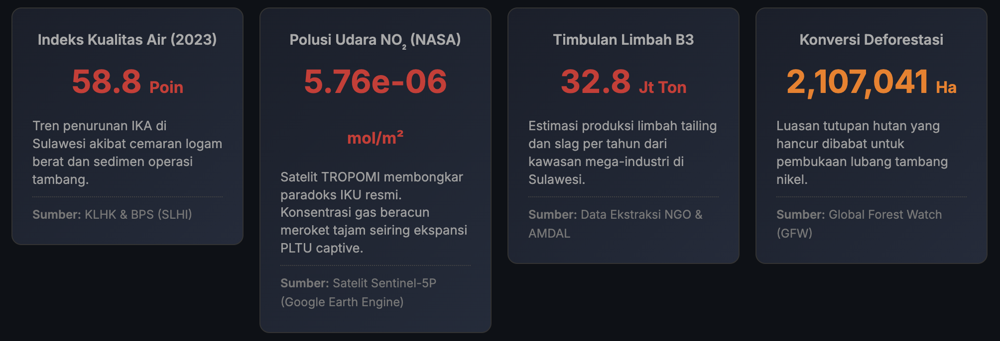 Indeks Kualitas Air (2023)
58.8 Poin
Tren penurunan IKA di
Sulawesi akibat cemaran logam
berat dan sedimen operasi
tambang.
Sumber: KLHK & BPS (SLHI)
Polusi Udara NO₂ (NASA)
5.76e-06
mol/m²
Satelit TROPOMI membongkar
paradoks IKU resmi.
Konsentrasi gas beracun
meroket tajam seiring ekspansi
PLTU captive.
Sumber: Satelit Sentinel-5P
(Google Earth Engine)
Timbulan Limbah B3
32.8 Jt Ton
Estimasi produksi limbah tailing
dan slag per tahun dari
kawasan mega-industri di
Sulawesi.
Sumber: Data Ekstraksi NGO &
AMDAL
Konversi Deforestasi
2,107,041 Ha
Luasan tutupan hutan yang
hancur dibabat untuk
pembukaan lubang tambang
nikel.
Sumber: Global Forest Watch
(GFW)